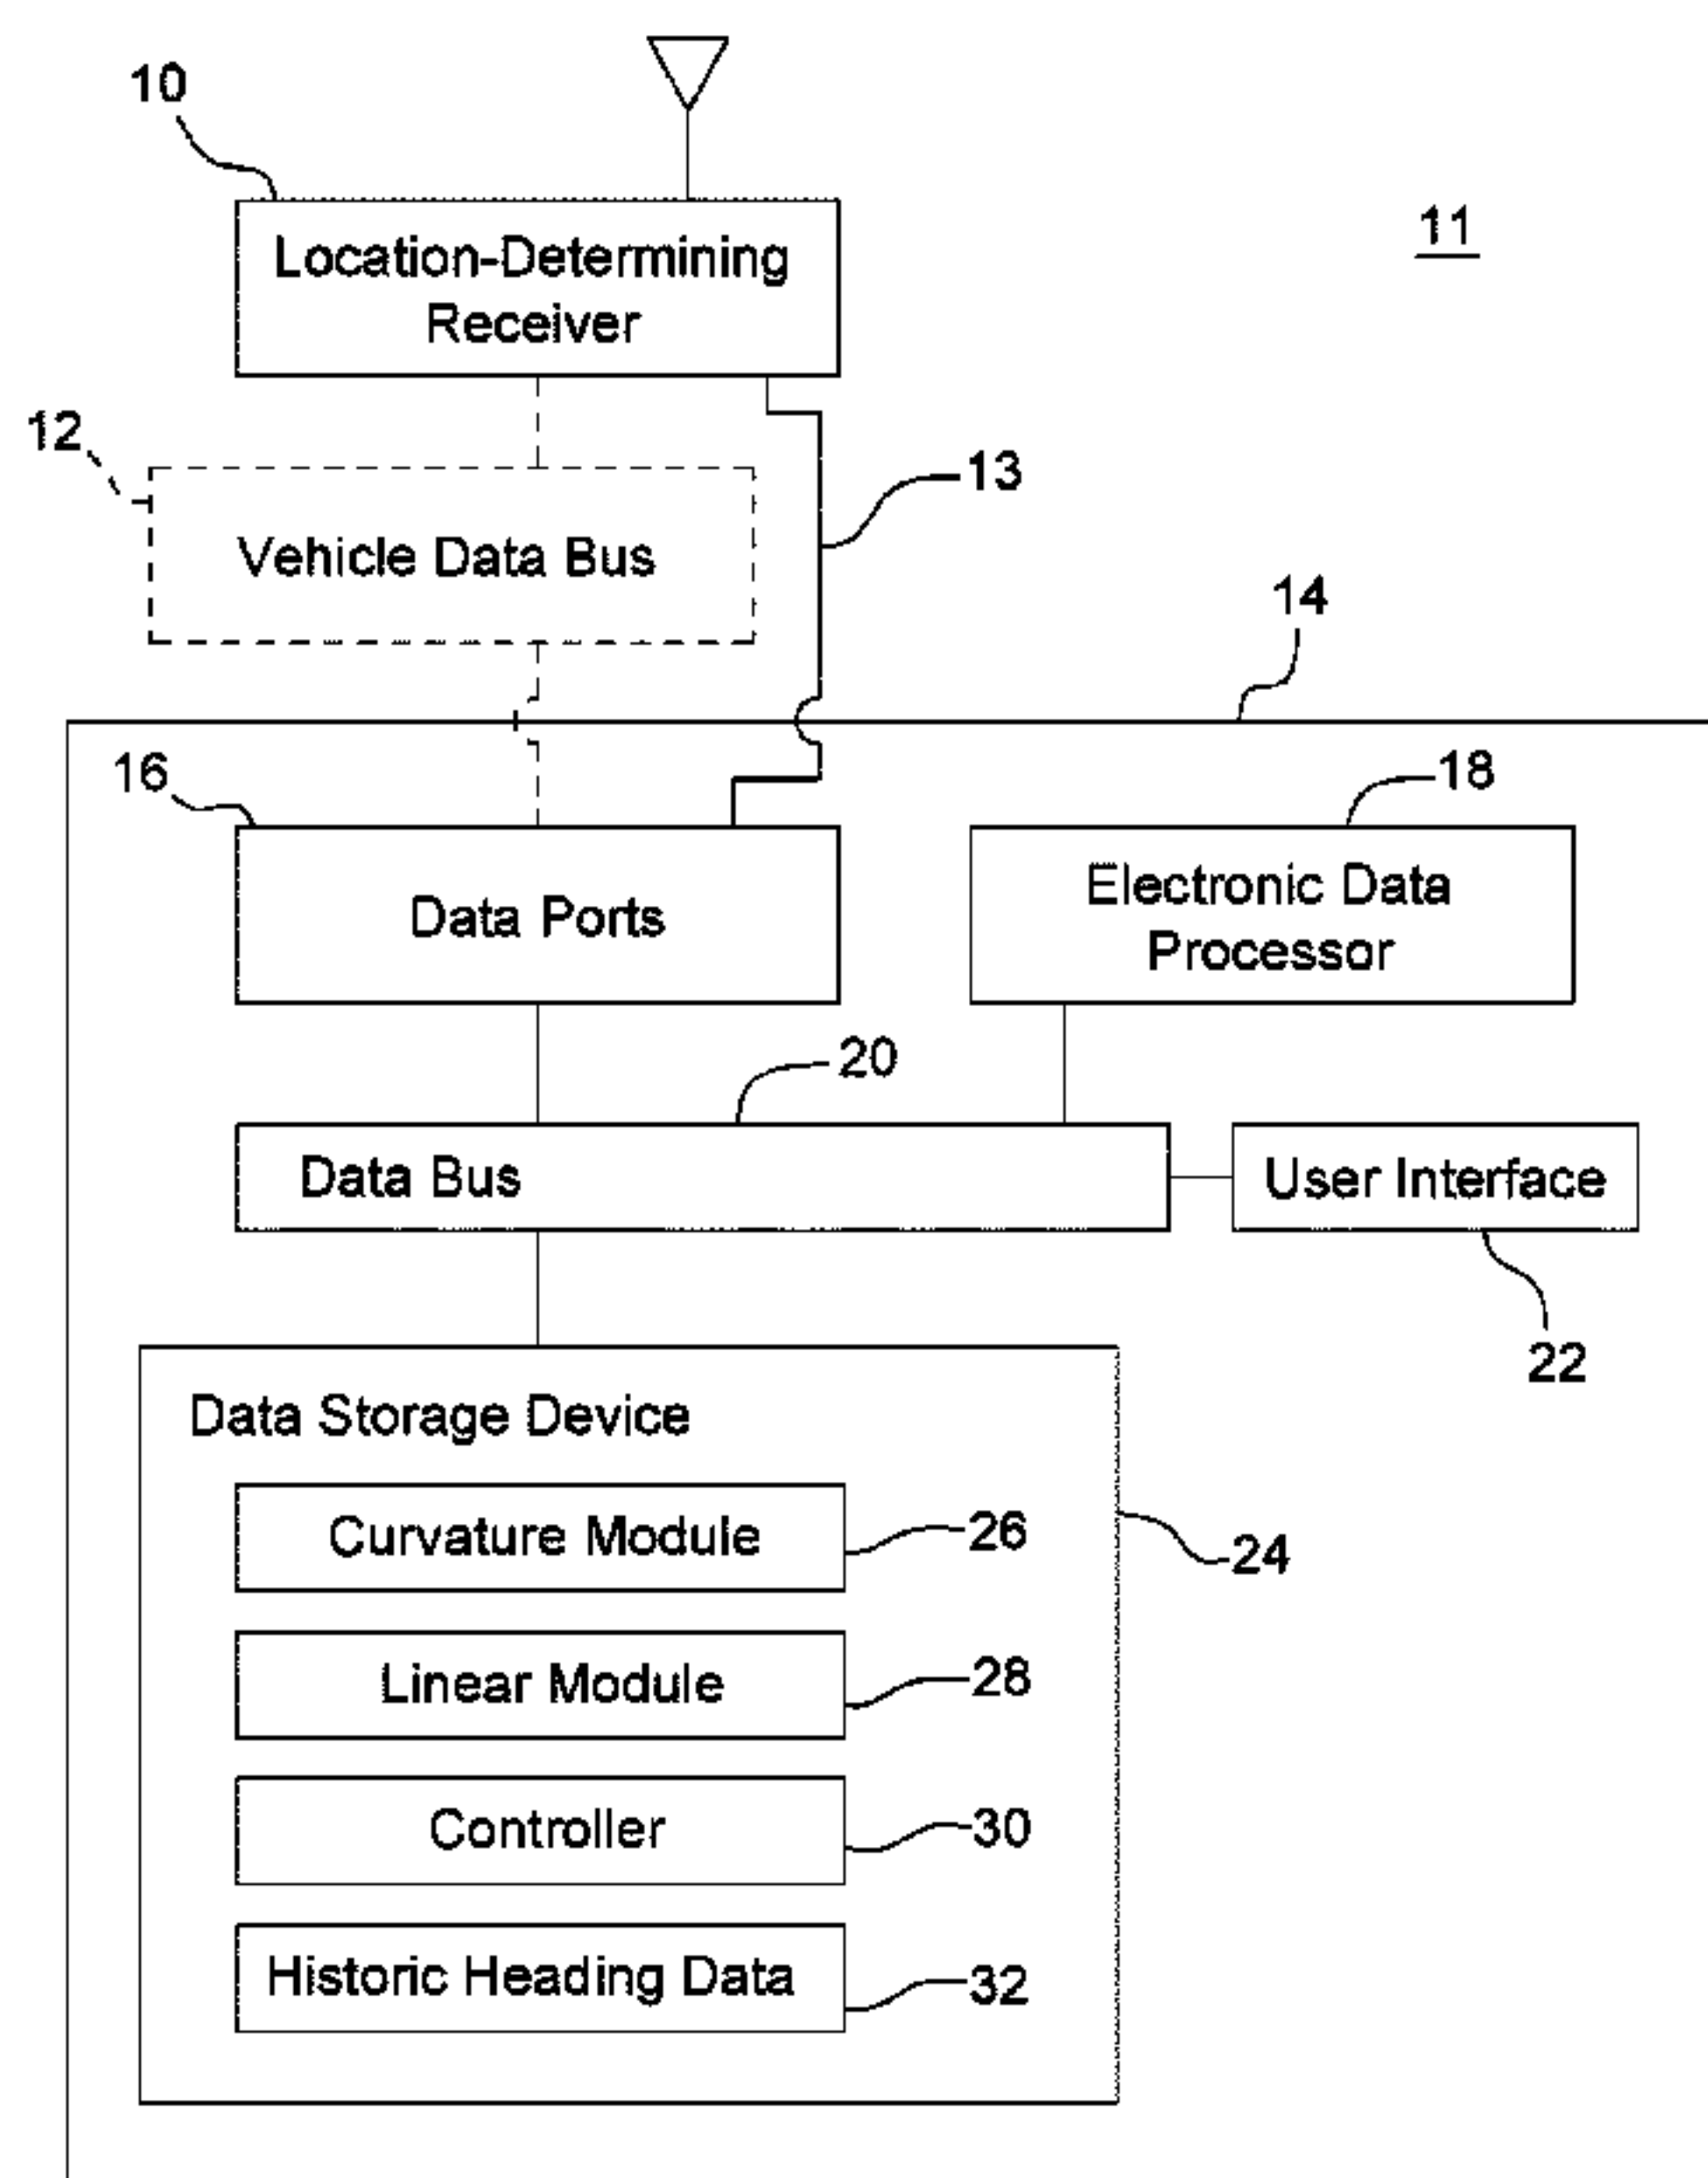 10
11
Location-Determining
Receiver
12
13
Vehicle Data Bus
14
16
18
Data Ports
Electronic Data
Processor
20
Data Bus
User Interface
22
Data Storage Device
Curvature Module
26
24
Linear Module
28
Controller
30
Historic Heading Data
32